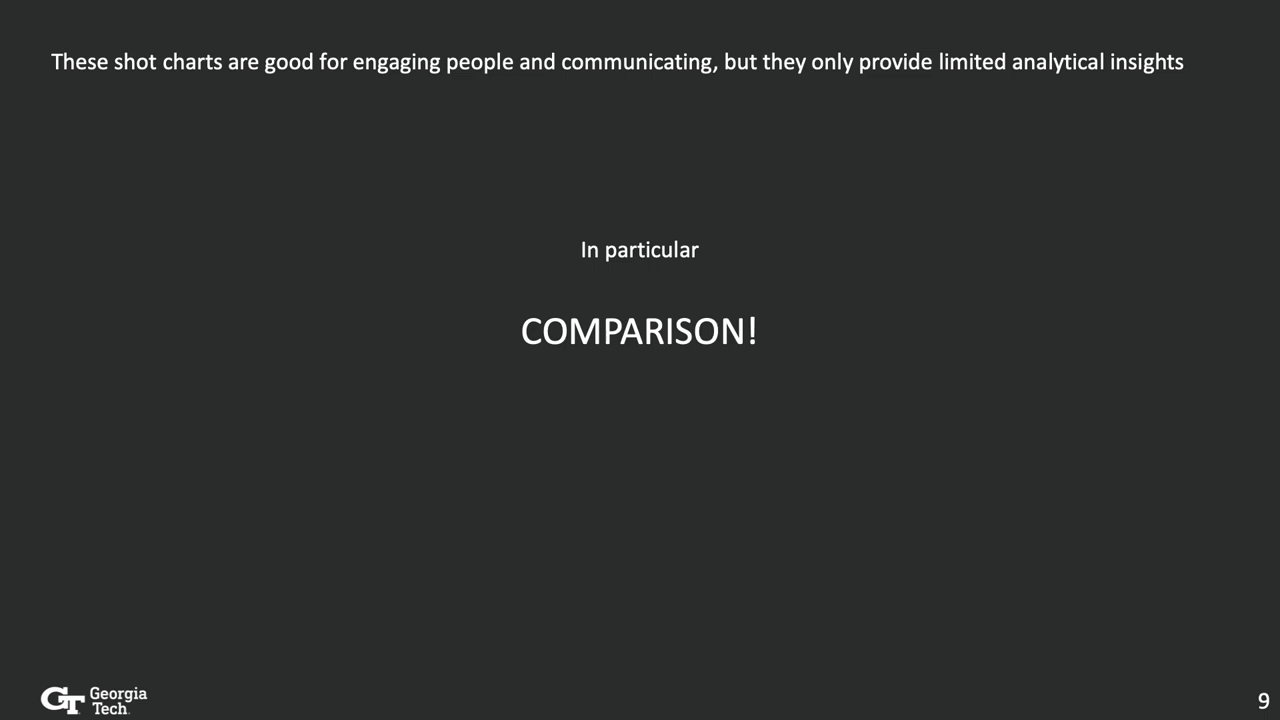 These shot charts are good for engaging people and communicating, but they only provide limited analytical insights
In particular
COMPARISON!
GT Georgia
Tech
9